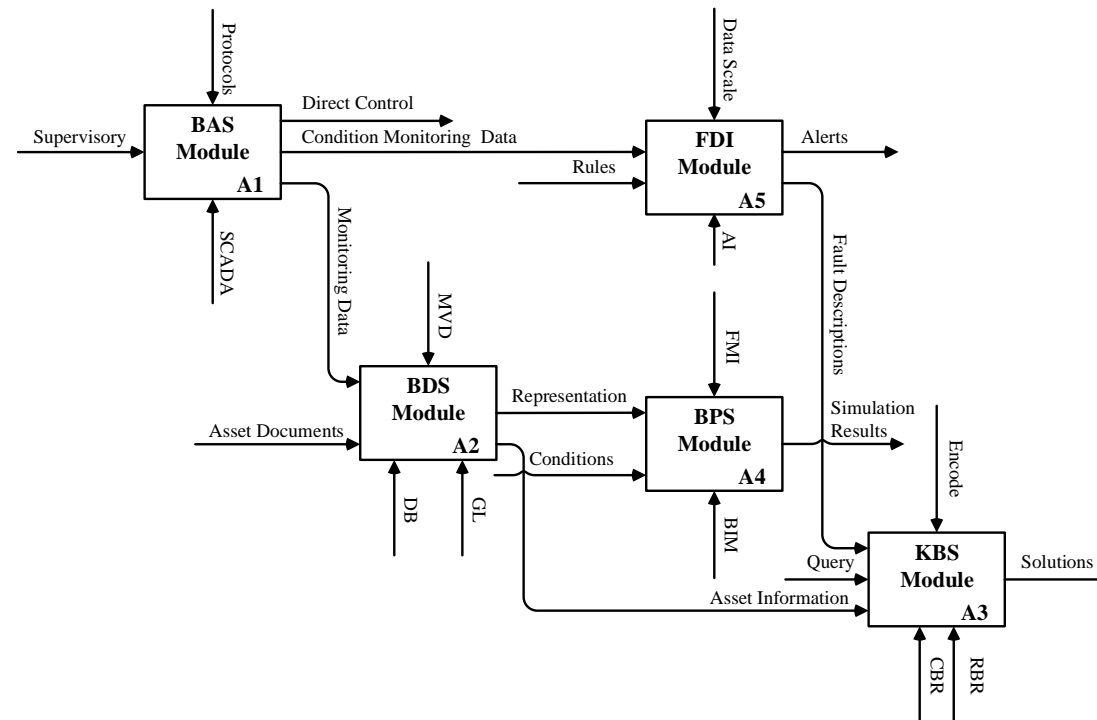 Protocols
Data Scale
Supervisory
BAS
Module
A1
Direct Control
Condition Monitoring Data
Rules
FDI
Module
A5
Alerts
SCADA
Monitoring Data
AI
Fault Descriptions
MVD
FMI
Asset Documents
BDS
Module
A2
Representation
Conditions
BPS
Module
A4
Simulation
Results
DB
GL
BIM
Encode
Query
Asset Information
KBS
Module
A3
Solutions
CBR
RBR